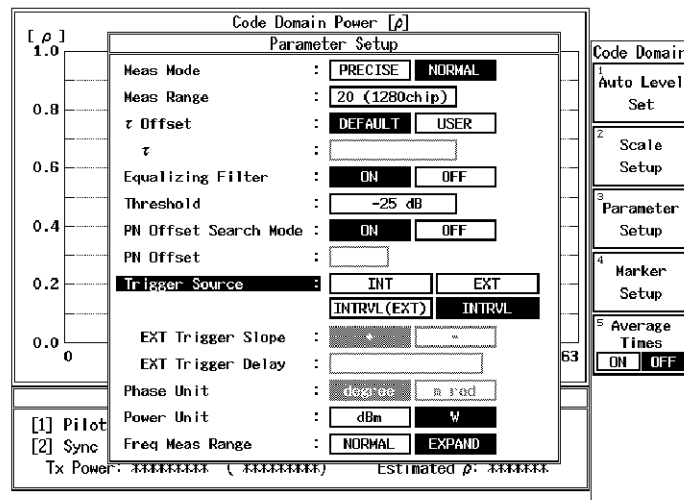 Code Domain Power [ρ]
[ ρ ]
1.0
0.8
0.6
0.4
0.2
0.0
0
63
Parameter Setup
Meas Mode : PRECISE NORMAL
Meas Range : 20 (1280chip)
τ Offset : DEFAULT USER
τ :
Equalizing Filter : ON OFF
Threshold : -25 dB
PN Offset Search Mode : ON OFF
PN Offset :
Trigger Source : INT EXT
INTRVL(EXT) INTRVL
EXT Trigger Slope : + -
EXT Trigger Delay :
Phase Unit : degree m rad
Power Unit : dBm W
Freq Meas Range : NORMAL EXPAND
[1] Pilot
[2] Sync
Tx Power: ********* ( *********) Estimated ρ: *******
Code Domain
1
Auto Level
Set
2
Scale
Setup
3
Parameter
Setup
4
Marker
Setup
5
Average
Times
ON OFF